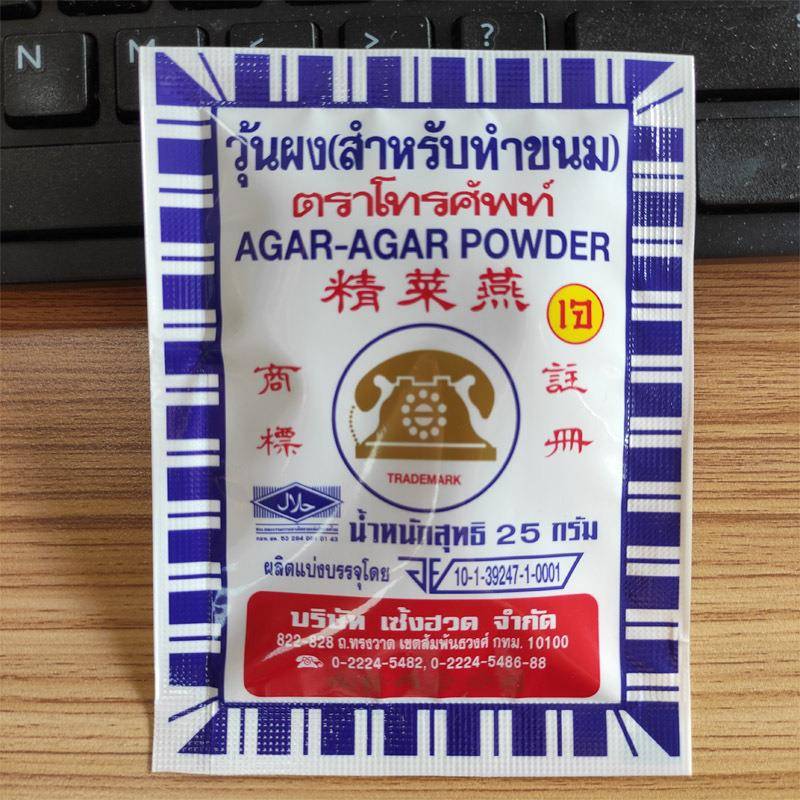 N M < > ?
วุ้นผง(สำหรับทำขนม)
ตราโทรศัพท์
AGAR-AGAR POWDER
精菜燕
เจ
商 註
標 冊
TRADEMARK
حلال
น้ำหนักสุทธิ 25 กรัม
ผลิตแบ่งบรรจุโดย
10-1-39247-1-0001
บริษัท เซ้งฮวด จำกัด
822-828 ถ.ทรงวาด เขตสัมพันธวงศ์ กทม. 10100
0-2224-5482, 0-2224-5486-88